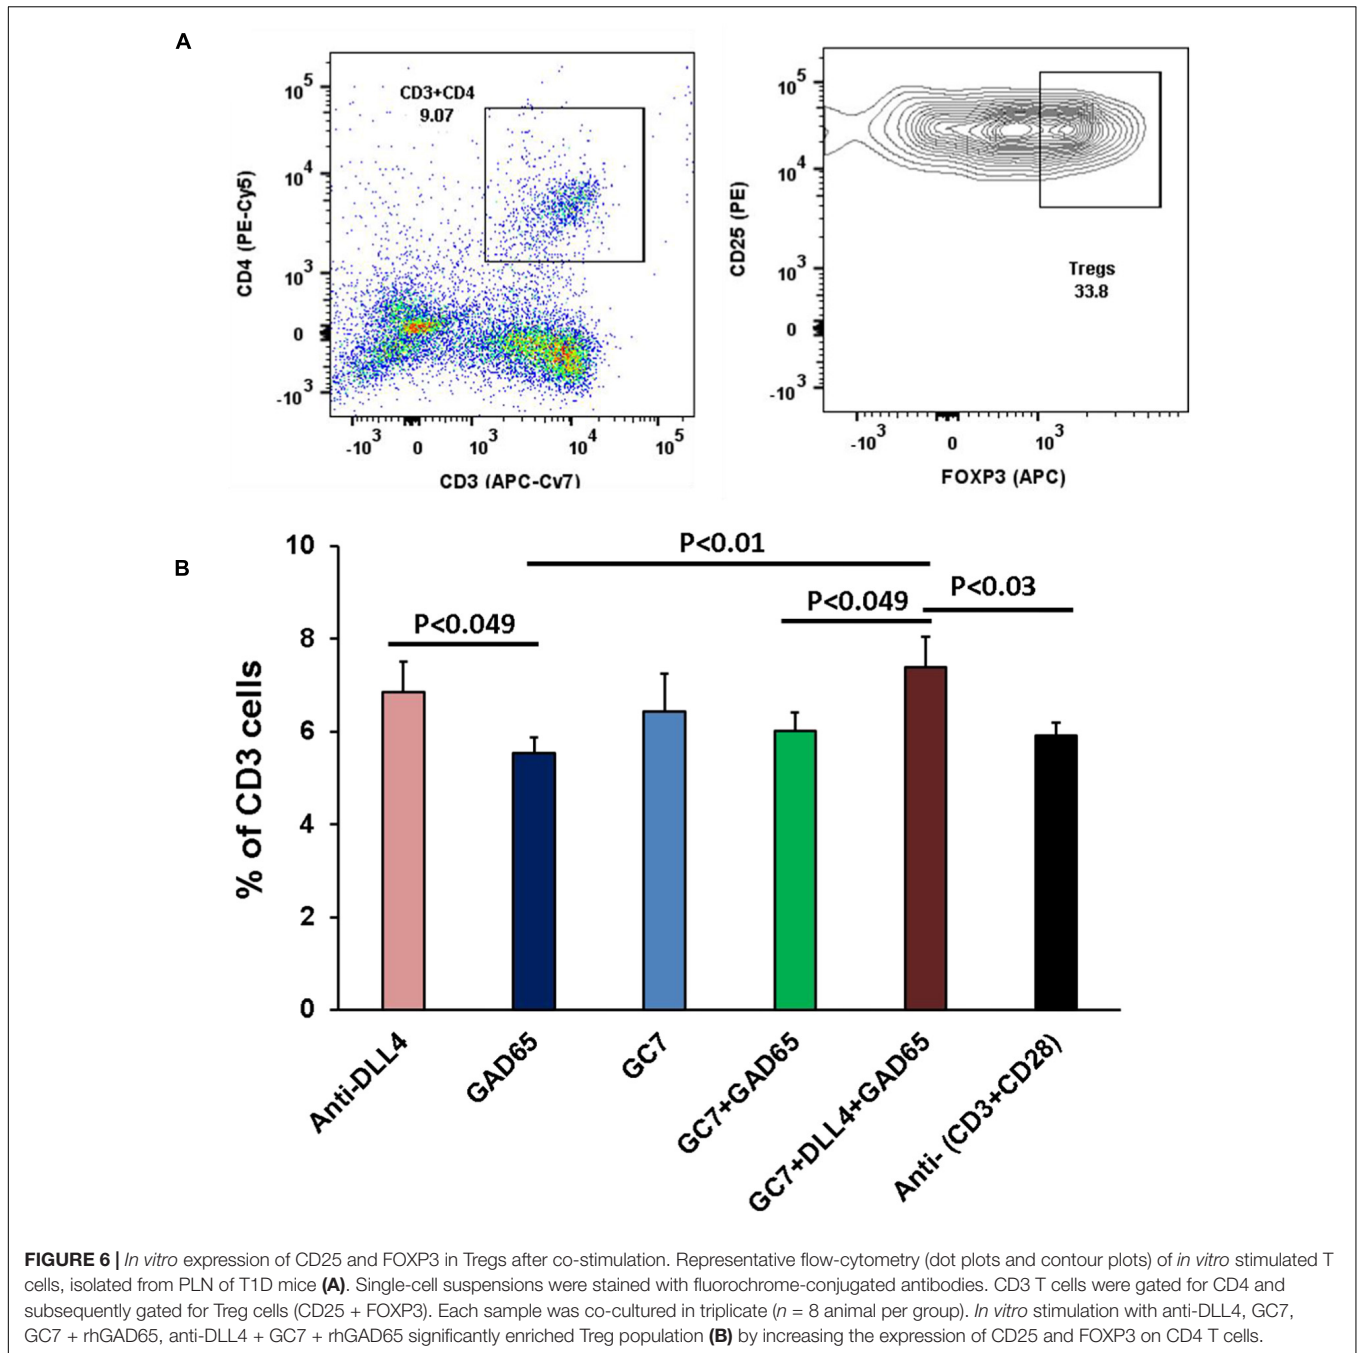 A
CD3+CD4
9.07
10^5
10^4
10^3
0
-10^3
CD4 (PE-Cy5)
-10^3 0 10^3 10^4 10^5
CD3 (APC-Cy7)
10^5
10^4
10^3
0
-10^3
CD25 (PE)
Tregs
33.8
-10^3 0 10^3
FOXP3 (APC)
B
10
8
6
4
2
0
% of CD3 cells
P<0.01
P<0.049
P<0.049
P<0.03
Anti-DLL4
GAD65
GC7
GC7+GAD65
GC7+DLL4+GAD65
Anti- (CD3+CD28)
FIGURE 6 | In vitro expression of CD25 and FOXP3 in Tregs after co-stimulation. Representative flow-cytometry (dot plots and contour plots) of in vitro stimulated T
cells, isolated from PLN of T1D mice (A). Single-cell suspensions were stained with fluorochrome-conjugated antibodies. CD3 T cells were gated for CD4 and
subsequently gated for Treg cells (CD25 + FOXP3). Each sample was co-cultured in triplicate (n = 8 animal per group). In vitro stimulation with anti-DLL4, GC7,
GC7 + rhGAD65, anti-DLL4 + GC7 + rhGAD65 significantly enriched Treg population (B) by increasing the expression of CD25 and FOXP3 on CD4 T cells.